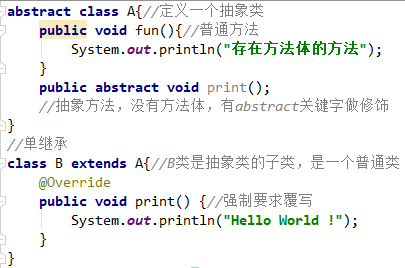 abstract class A{//定义一个抽象类
    public void fun(){//普通方法
        System.out.println("存在方法体的方法");
    }
    public abstract void print();
    //抽象方法，没有方法体，有abstract关键字做修饰
}
//单继承
class B extends A{//B类是抽象类的子类，是一个普通类
    @Override
    public void print() {//强制要求覆写
        System.out.println("Hello World !");
    }
}